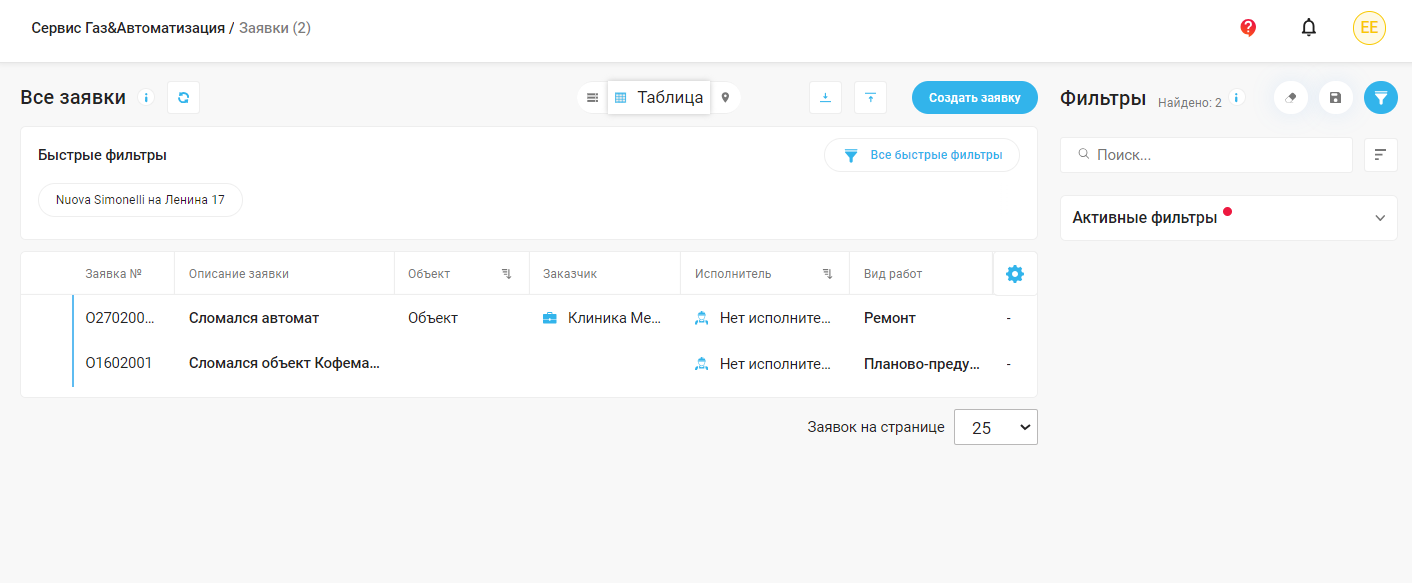 Сервис Газ&Автоматизация / Заявки (2)
EE
Все заявки
Таблица
Создать заявку
Фильтры
Найдено: 2
Быстрые фильтры
Все быстрые фильтры
Поиск...
Nuova Simonelli на Ленина 17
Активные фильтры
Заявка № Описание заявки Объект Заказчик Исполнитель Вид работ
O270200... Сломался автомат Объект Клиника Ме... Нет исполните... Ремонт -
O1602001 Сломался объект Кофема... Нет исполните... Планово-преду... -
Заявок на странице 25